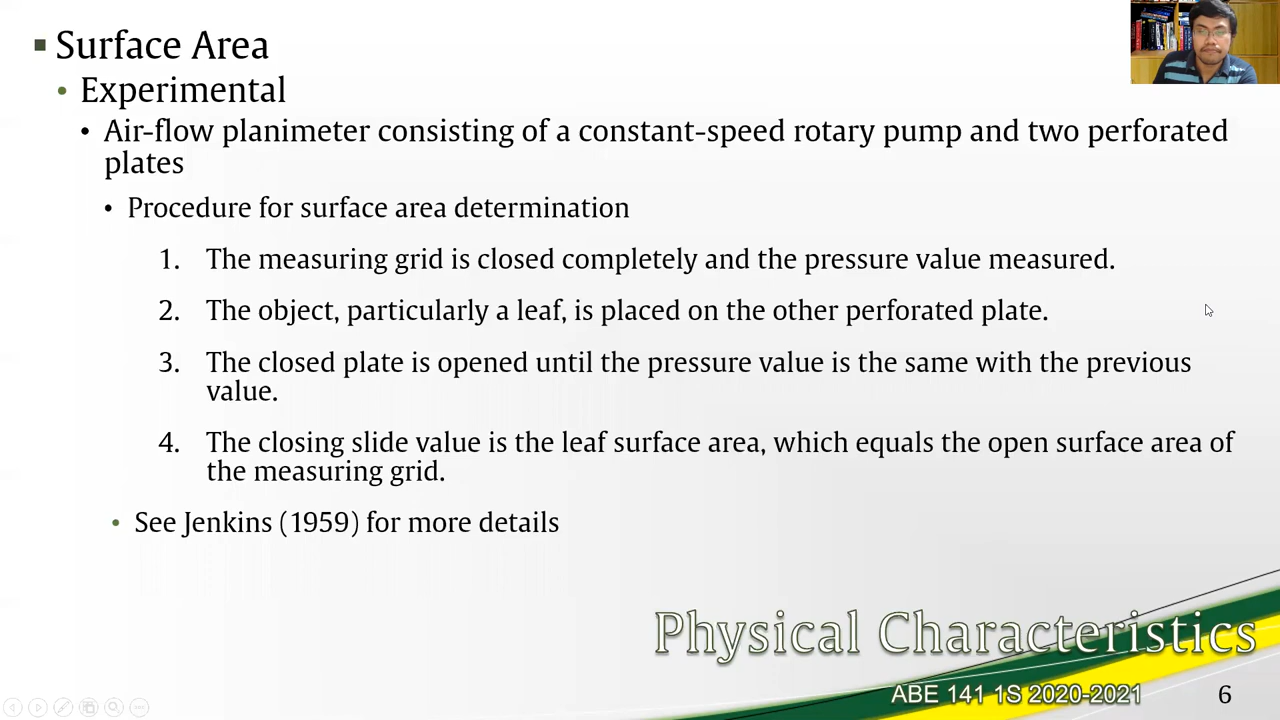 Surface Area
Experimental
Air-flow planimeter consisting of a constant-speed rotary pump and two perforated
plates
Procedure for surface area determination
1. The measuring grid is closed completely and the pressure value measured.
2. The object, particularly a leaf, is placed on the other perforated plate.
3. The closed plate is opened until the pressure value is the same with the previous
value.
4. The closing slide value is the leaf surface area, which equals the open surface area of
the measuring grid.
See Jenkins (1959) for more details
Physical Characteristics
ABE 141 1S 2020-2021
6